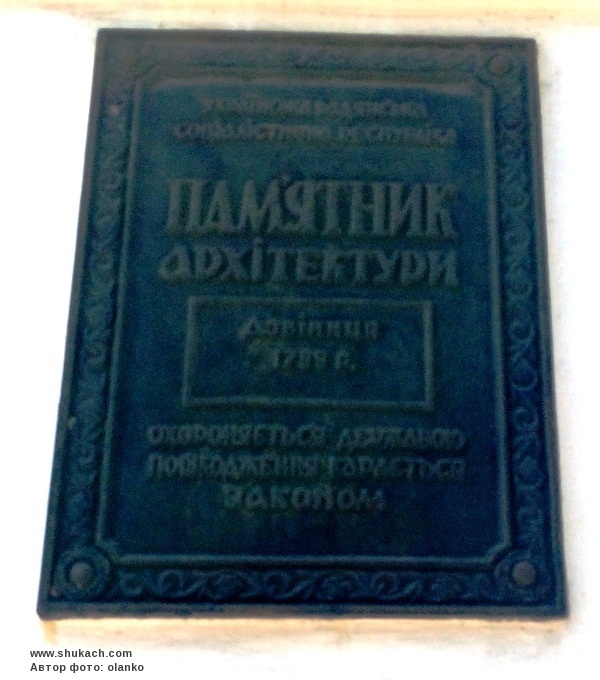 УКРАЇНСЬКА РАДЯНСЬКА
СОЦІАЛІСТИЧНА РЕСПУБЛІКА
ПАМ'ЯТНИК
АРХІТЕКТУРИ
дзвіниця
г.
ОХОРОНЯЄТЬСЯ ДЕРЖАВОЮ
ПОШКОДЖЕННЯ КАРАЄТЬСЯ
ЗАКОНОМ
www.shukach.com
Автор фото: olanko